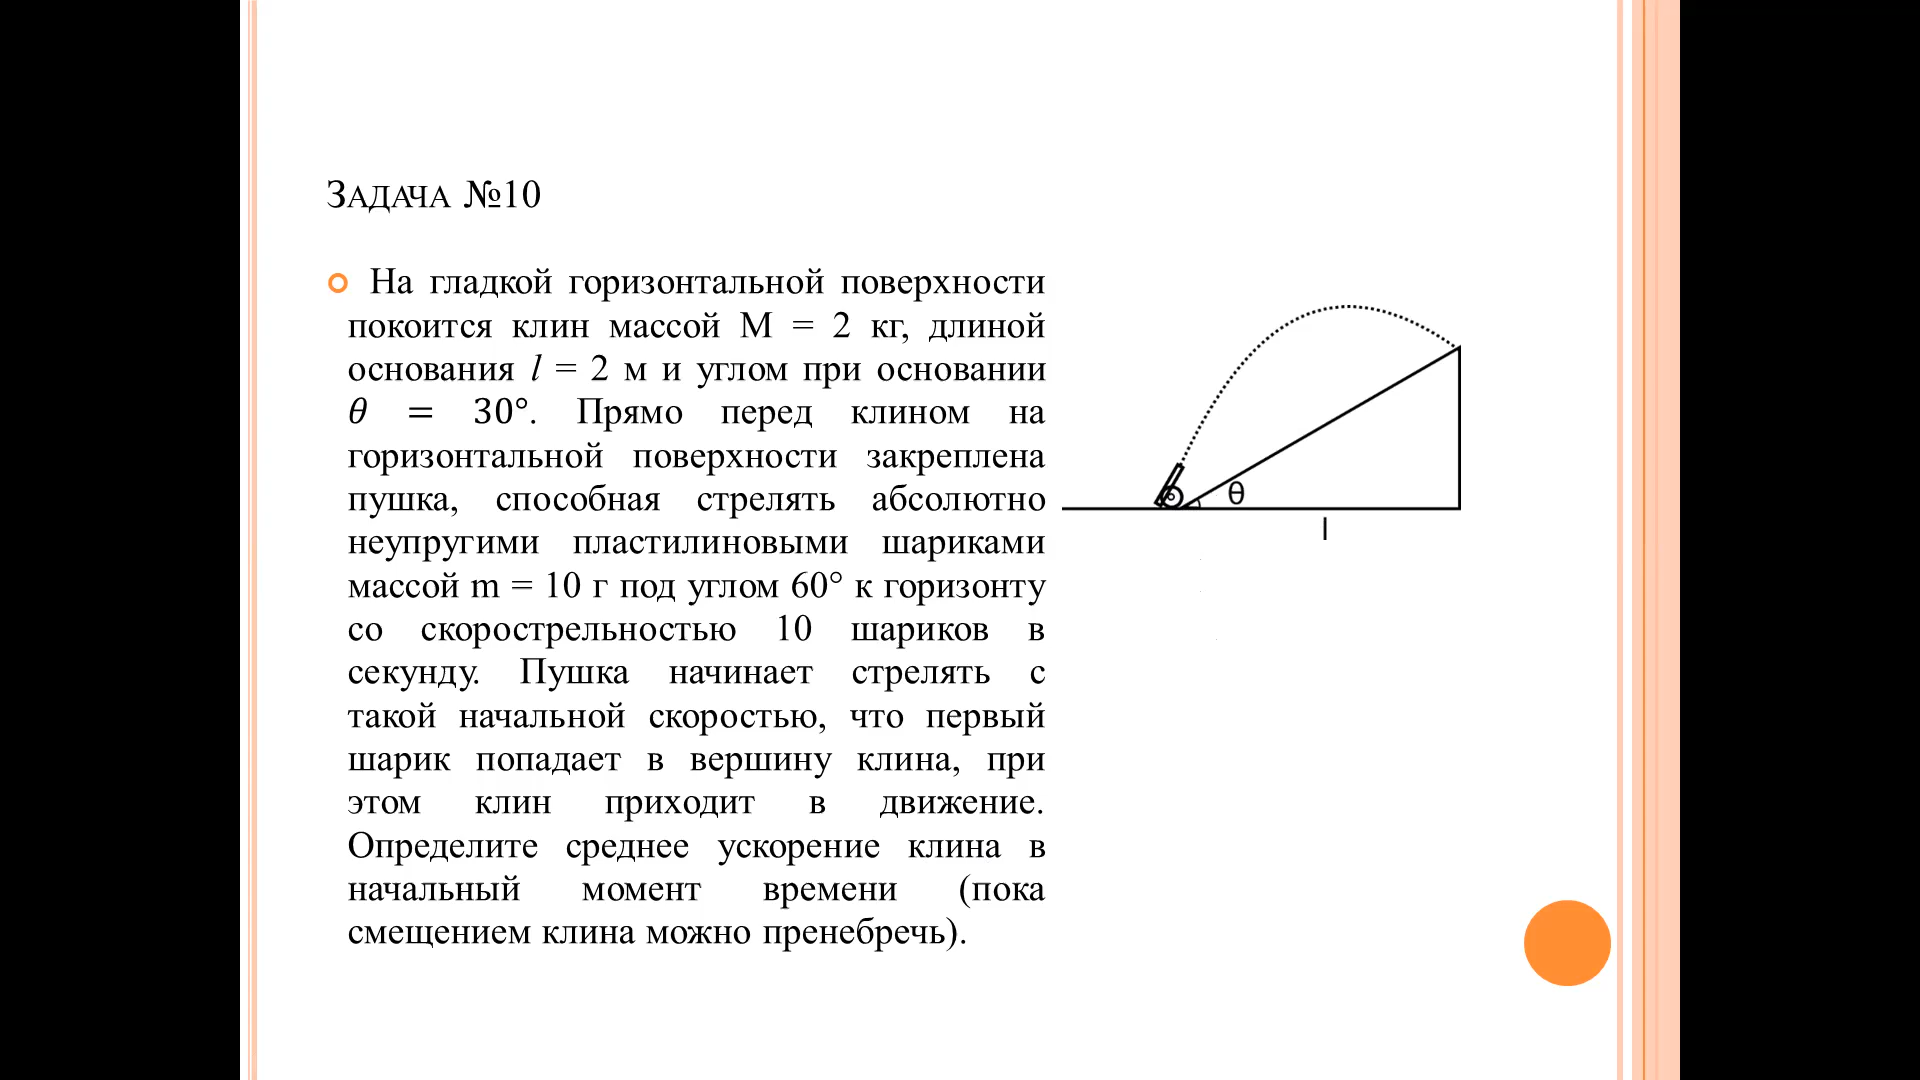 Задача №10
На гладкой горизонтальной поверхности
покоится клин массой М = 2 кг, длиной
основания l = 2 м и углом при основании
θ = 30°. Прямо перед клином на
горизонтальной поверхности закреплена
пушка, способная стрелять абсолютно
неупругими пластилиновыми шариками
массой m = 10 г под углом 60° к горизонту
со скорострельностью 10 шариков в
секунду. Пушка начинает стрелять с
такой начальной скоростью, что первый
шарик попадает в вершину клина, при
этом клин приходит в движение.
Определите среднее ускорение клина в
начальный момент времени (пока
смещением клина можно пренебречь).
θ
l